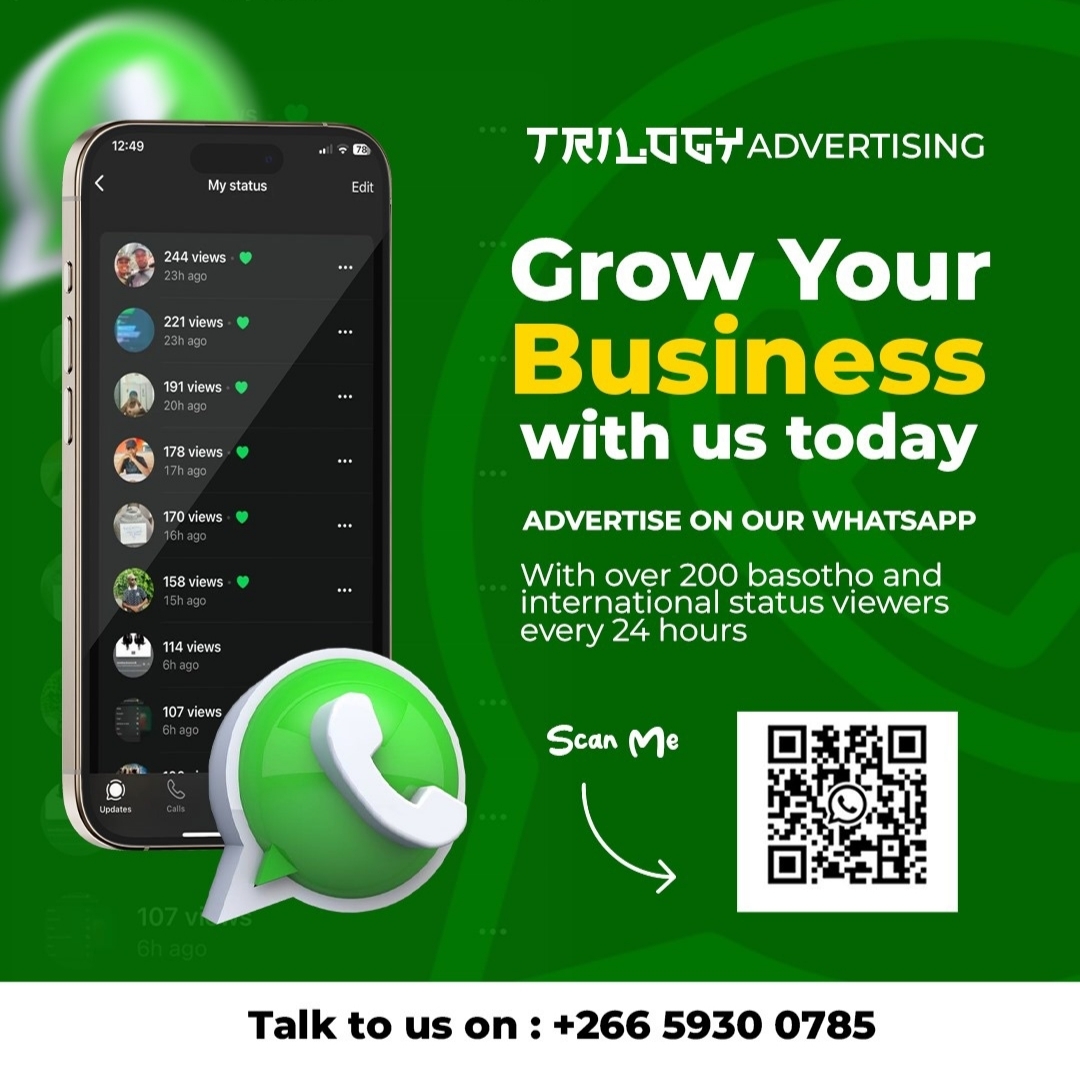 12:49
78
My status
Edit
244 views
23h ago
221 views
23h ago
191 views
20h ago
178 views
17h ago
170 views
16h ago
158 views
15h ago
114 views
6h ago
107 views
6h ago
Updates
Calls
TRILOGY ADVERTISING
Grow Your
Business
with us today
ADVERTISE ON OUR WHATSAPP
With over 200 basotho and
international status viewers
every 24 hours
Scan Me
107 views
6h ago
Talk to us on : +266 5930 0785